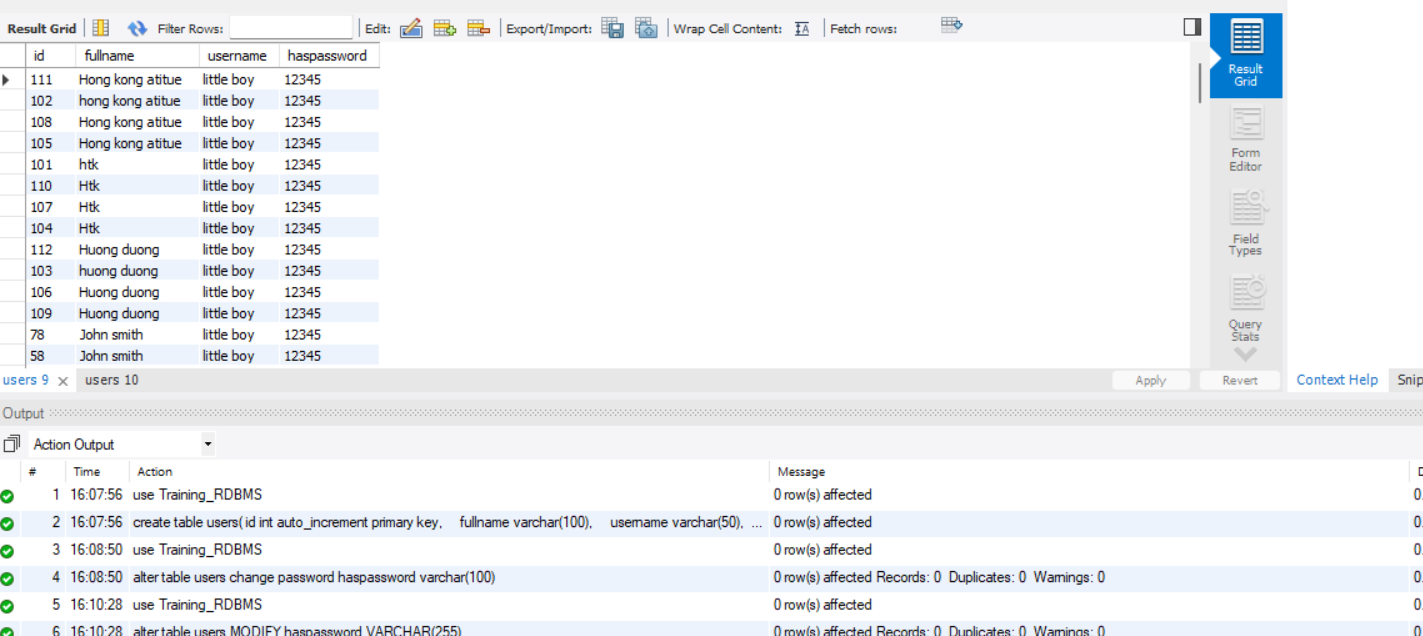 Result Grid Filter Rows: Edit: Export/Import: Wrap Cell Content: Fetch rows:
id fullname username haspassword
111 Hong kong atitue little boy 12345
102 hong kong atitue little boy 12345
108 Hong kong atitue little boy 12345
105 Hong kong atitue little boy 12345
101 htk little boy 12345
110 Htk little boy 12345
107 Htk little boy 12345
104 Htk little boy 12345
112 Huong duong little boy 12345
103 huong duong little boy 12345
106 Huong duong little boy 12345
109 Huong duong little boy 12345
78 John smith little boy 12345
58 John smith little boy 12345
Result
Grid
Form
Editor
Field
Types
Query
Stats
users 9 users 10 Apply Revert Context Help Snip
Output
Action Output
# Time Action Message D
1 16:07:56 use Training_RDBMS 0 row(s) affected 0.
2 16:07:56 create table users( id int auto_increment primary key, fullname varchar(100), username varchar(50), ... 0 row(s) affected 0.
3 16:08:50 use Training_RDBMS 0 row(s) affected 0.
4 16:08:50 alter table users change password haspassword varchar(100) 0 row(s) affected Records: 0 Duplicates: 0 Warnings: 0 0.
5 16:10:28 use Training_RDBMS 0 row(s) affected 0.
6 16:10:28 alter table users MODIFY haspassword VARCHAR(255) 0 row(s) affected Records: 0 Duplicates: 0 Warnings: 0 0.